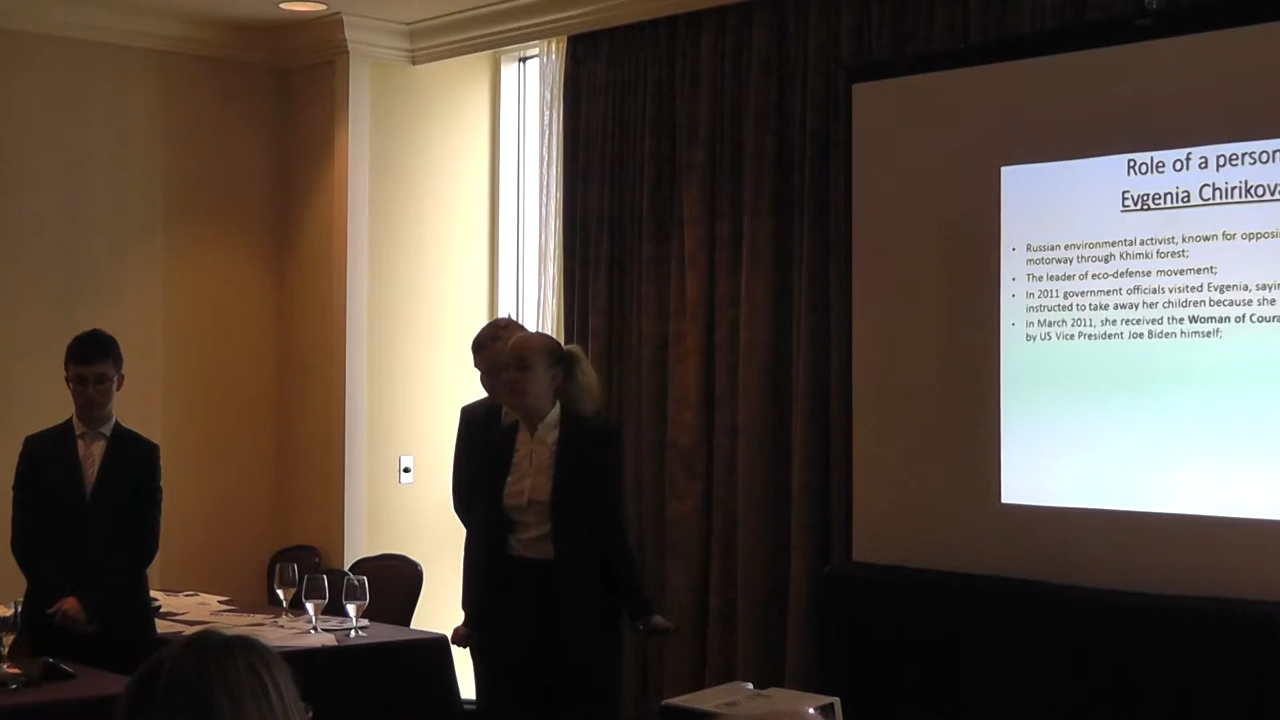 Role of a person
Evgenia Chirikova
• Russian environmental activist, known for opposi
motorway through Khimki forest;
• The leader of eco-defense movement;
• In 2011 government officials visited Evgenia, sayi
instructed to take away her children because she
• In March 2011, she received the Woman of Coura
by US Vice President Joe Biden himself;